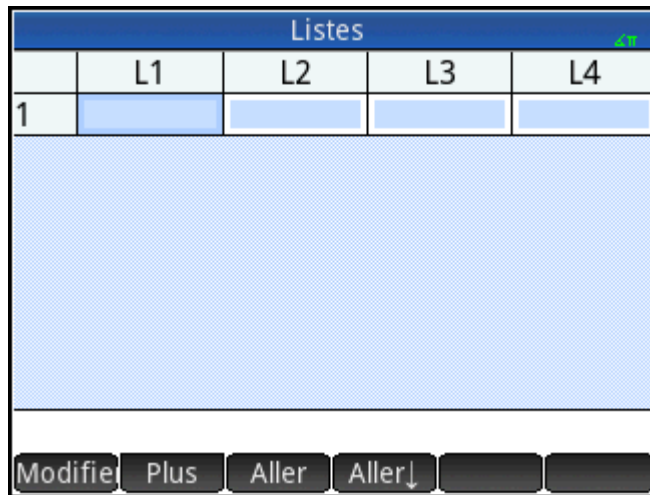 Listes
∡π
L1 L2 L3 L4
1
Modifie Plus Aller Aller↓